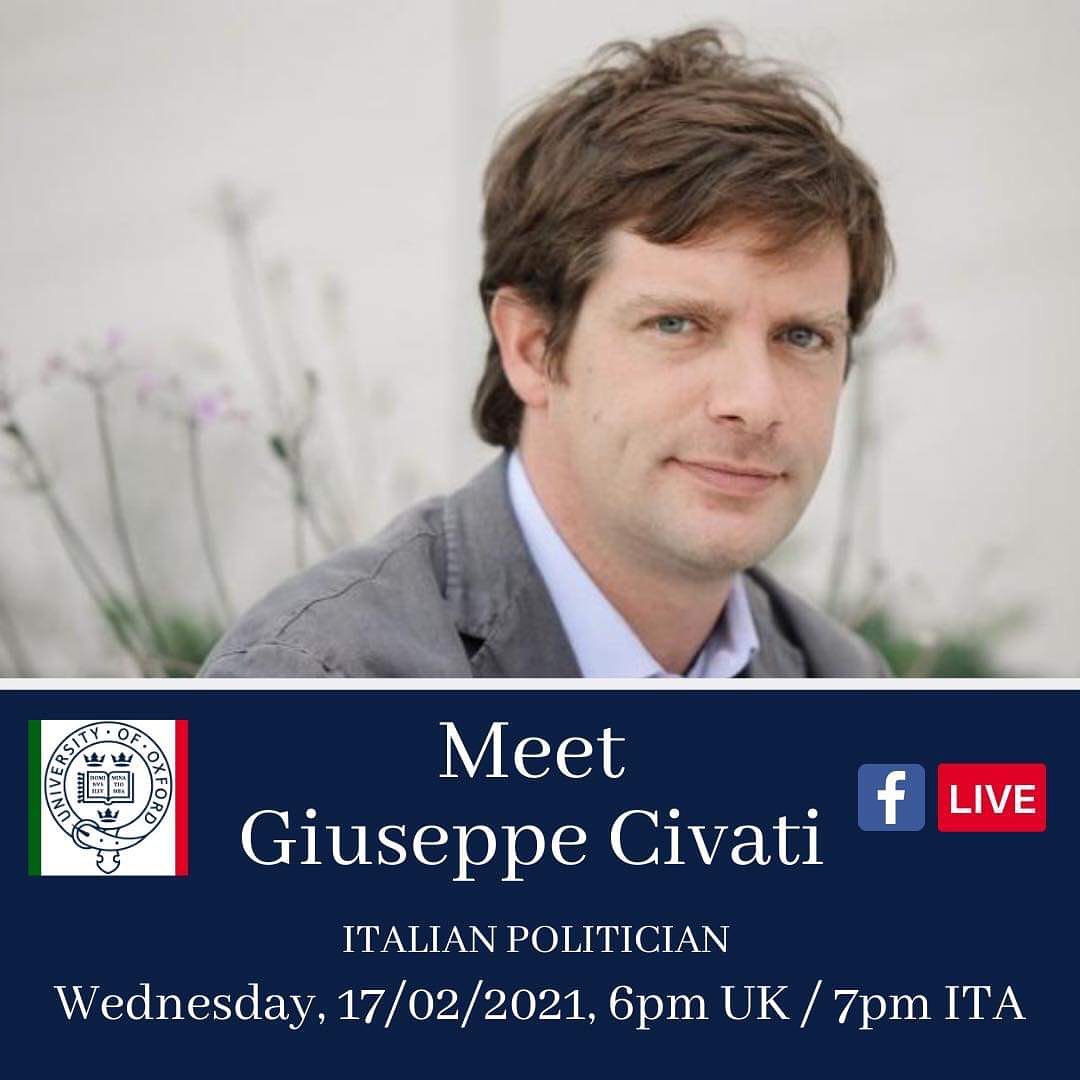 UNIVERSITY · OF · OXFORD
DOMI MINA
NVS TIO
ILLV MEA
Meet
Giuseppe Civati
f LIVE
ITALIAN POLITICIAN
Wednesday, 17/02/2021, 6pm UK / 7pm ITA